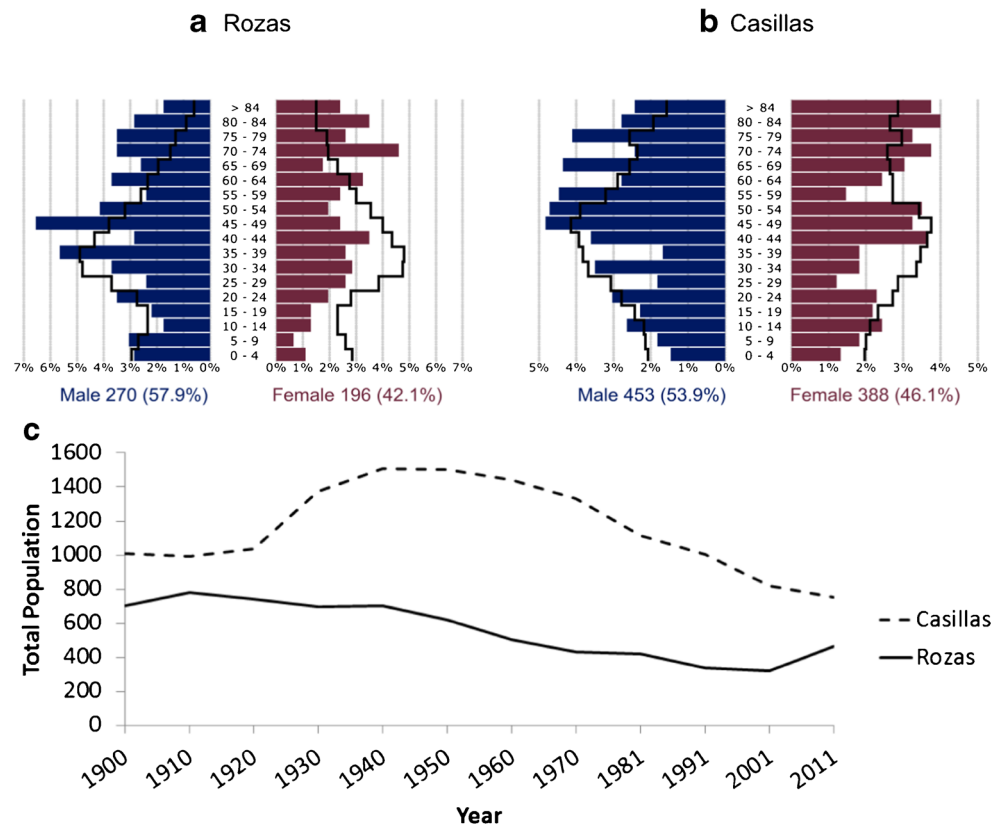 a Rozas
b Casillas
> 84
80 - 84
75 - 79
70 - 74
65 - 69
60 - 64
55 - 59
50 - 54
45 - 49
40 - 44
35 - 39
30 - 34
25 - 29
20 - 24
15 - 19
10 - 14
5 - 9
0 - 4
7% 6% 5% 4% 3% 2% 1% 0%
0% 1% 2% 3% 4% 5% 6% 7%
Male 270 (57.9%)
Female 196 (42.1%)
> 84
80 - 84
75 - 79
70 - 74
65 - 69
60 - 64
55 - 59
50 - 54
45 - 49
40 - 44
35 - 39
30 - 34
25 - 29
20 - 24
15 - 19
10 - 14
5 - 9
0 - 4
5% 4% 3% 2% 1% 0%
0% 1% 2% 3% 4% 5%
Male 453 (53.9%)
Female 388 (46.1%)
c
Total Population
1600
1400
1200
1000
800
600
400
200
0
1900 1910 1920 1930 1940 1950 1960 1970 1981 1991 2001 2011
Year
Casillas
Rozas